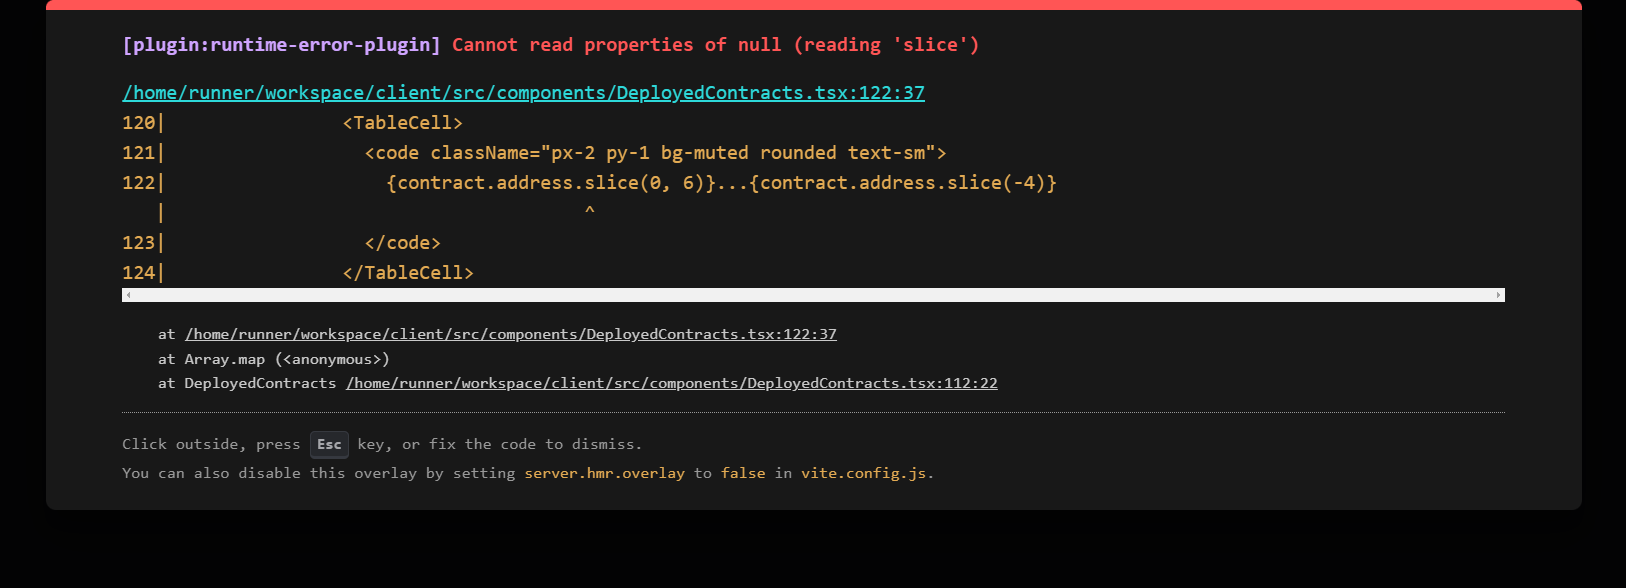 [plugin:runtime-error-plugin] Cannot read properties of null (reading 'slice')
/home/runner/workspace/client/src/components/DeployedContracts.tsx:122:37
120|                <TableCell>
121|                  <code className="px-2 py-1 bg-muted rounded text-sm">
122|                    {contract.address.slice(0, 6)}...{contract.address.slice(-4)}
   |                                      ^
123|                  </code>
124|                </TableCell>
at /home/runner/workspace/client/src/components/DeployedContracts.tsx:122:37
at Array.map (<anonymous>)
at DeployedContracts /home/runner/workspace/client/src/components/DeployedContracts.tsx:112:22
Click outside, press Esc key, or fix the code to dismiss.
You can also disable this overlay by setting server.hmr.overlay to false in vite.config.js.